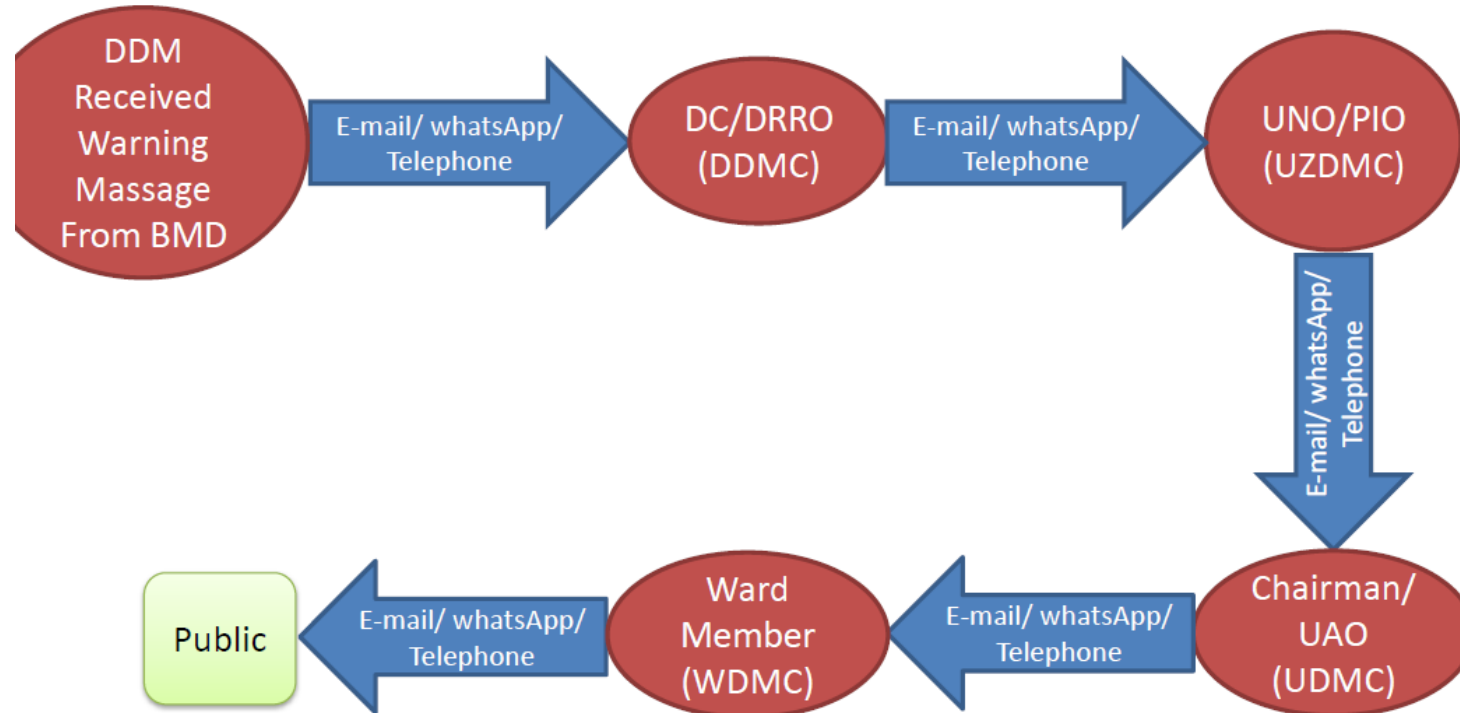 DDM
Received
Warning
Massage
From BMD
E-mail/ whatsApp/
Telephone
DC/DRRO
(DDMC)
E-mail/ whatsApp/
Telephone
UNO/PIO
(UZDMC)
E-mail/ whatsApp/
Telephone
Chairman/
UAO
(UDMC)
E-mail/ whatsApp/
Telephone
Ward
Member
(WDMC)
E-mail/ whatsApp/
Telephone
Public